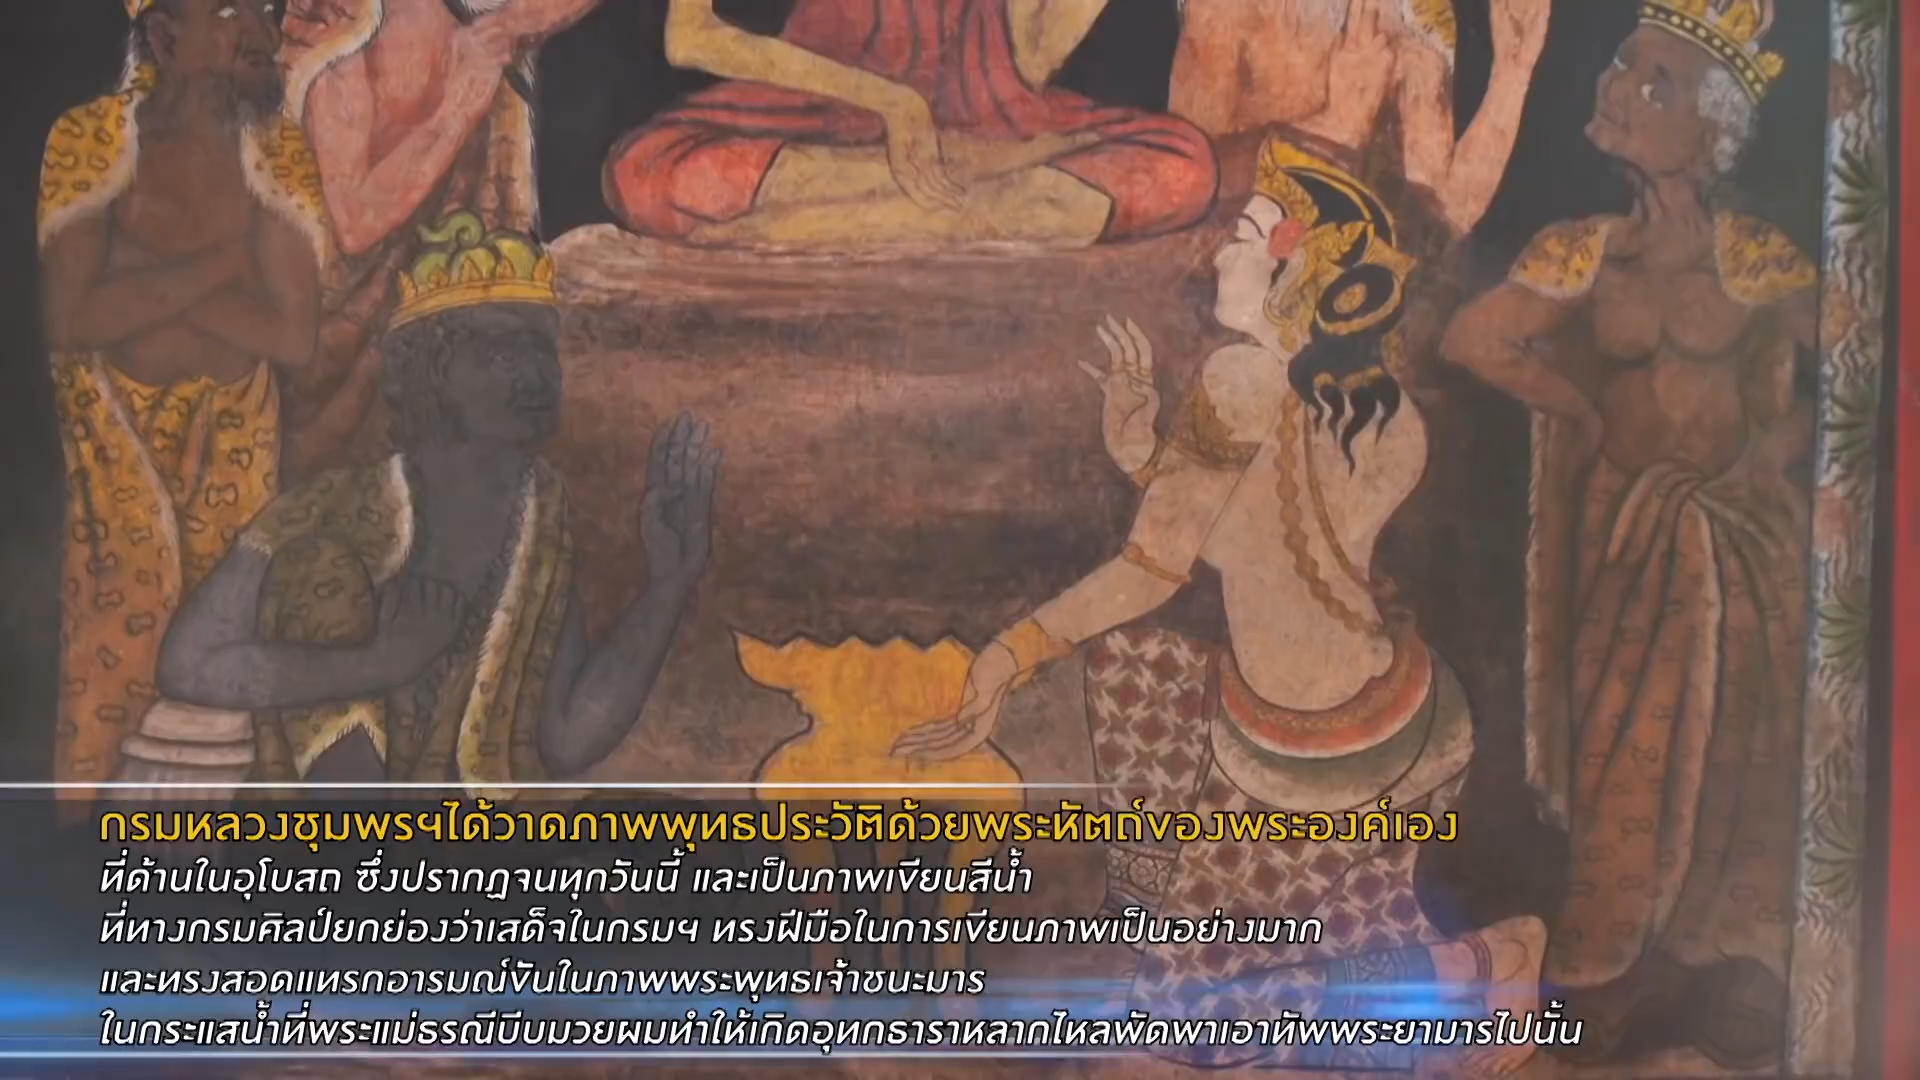 กรมหลวงชุมพรฯได้วาดภาพพุทธประวัติด้วยพระหัตถ์ของพระองค์เอง
ที่ด้านในอุโบสถ ซึ่งปรากฏจนทุกวันนี้ และเป็นภาพเขียนสีน้ำ
ที่ทางกรมศิลป์ยกย่องว่าเสด็จในกรมฯ ทรงฝีมือในการเขียนภาพเป็นอย่างมาก
และทรงสอดแทรกอารมณ์ขันในภาพพระพุทธเจ้าชนะมาร
ในกระแสน้ำที่พระแม่ธรณีบีบมวยผมทำให้เกิดอุทกธาราหลากไหลพัดพาเอาทัพพระยามารไปนั้น